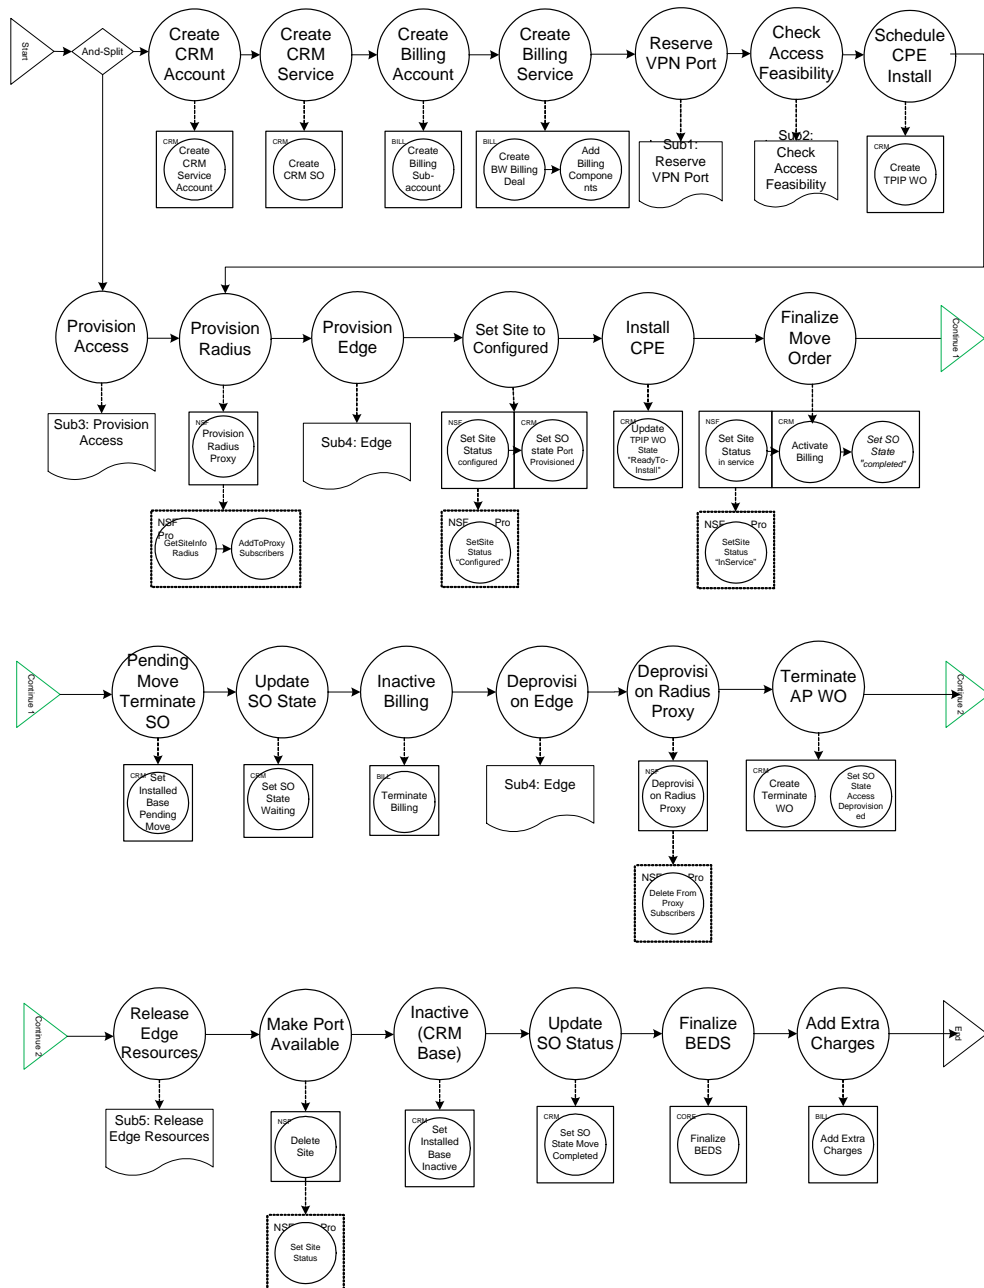 Start
And-Split
Create
CRM
Account
Create
CRM
Service
Create
Billing
Account
Create
Billing
Service
Reserve
VPN Port
Check
Access
Feasibility
Schedule
CPE
Install
CRM
Create
CRM
Service
Account
CRM
Create
CRM SO
BILL
Create
Billing
Sub-
account
BILL
Create
BW Billing
Deal
Add
Billing
Compone
nts
Sub1:
Reserve
VPN Port
Sub2:
Check
Access
Feasibility
CRM
Create
TPIP WO
Provision
Access
Provision
Radius
Provision
Edge
Set Site to
Configured
Install
CPE
Finalize
Move
Order
Continue 1
Sub3: Provision
Access
NSF
Provision
Radius
Proxy
Sub4: Edge
NSF
Set Site
Status
configured
CRM
Set SO
state Port
Provisioned
CRM
Update
TPIP WO
State
"ReadyTo-
Install"
NSF
Set Site
Status
in service
CRM
Activate
Billing
Set SO
State
"completed"
NSF
Pro
GetSiteInfo
Radius
AddToProxy
Subscribers
NSF Pro
SetSite
Status
"Configured"
NSF Pro
SetSite
Status
"InService"
Continue 1
Pending
Move
Terminate
SO
Update
SO State
Inactive
Billing
Deprovisi
on Edge
Deprovisi
on Radius
Proxy
Terminate
AP WO
Continue 2
CRM
Set
Installed
Base
Pending
Move
CRM
Set SO
State
Waiting
BILL
Terminate
Billing
Sub4: Edge
NSF
Deprovisi
on Radius
Proxy
CRM
Create
Terminate
WO
Set SO
State
Access
Deprovision
ed
NSF Pro
Delete From
Proxy
Subscribers
Continue 2
Release
Edge
Resources
Make Port
Available
Inactive
(CRM
Base)
Update
SO Status
Finalize
BEDS
Add Extra
Charges
End
Sub5: Release
Edge Resources
NSF
Delete
Site
CRM
Set
Installed
Base
Inactive
CRM
Set SO
State Move
Completed
CORE
Finalize
BEDS
BILL
Add Extra
Charges
NSF Pro
Set Site
Status